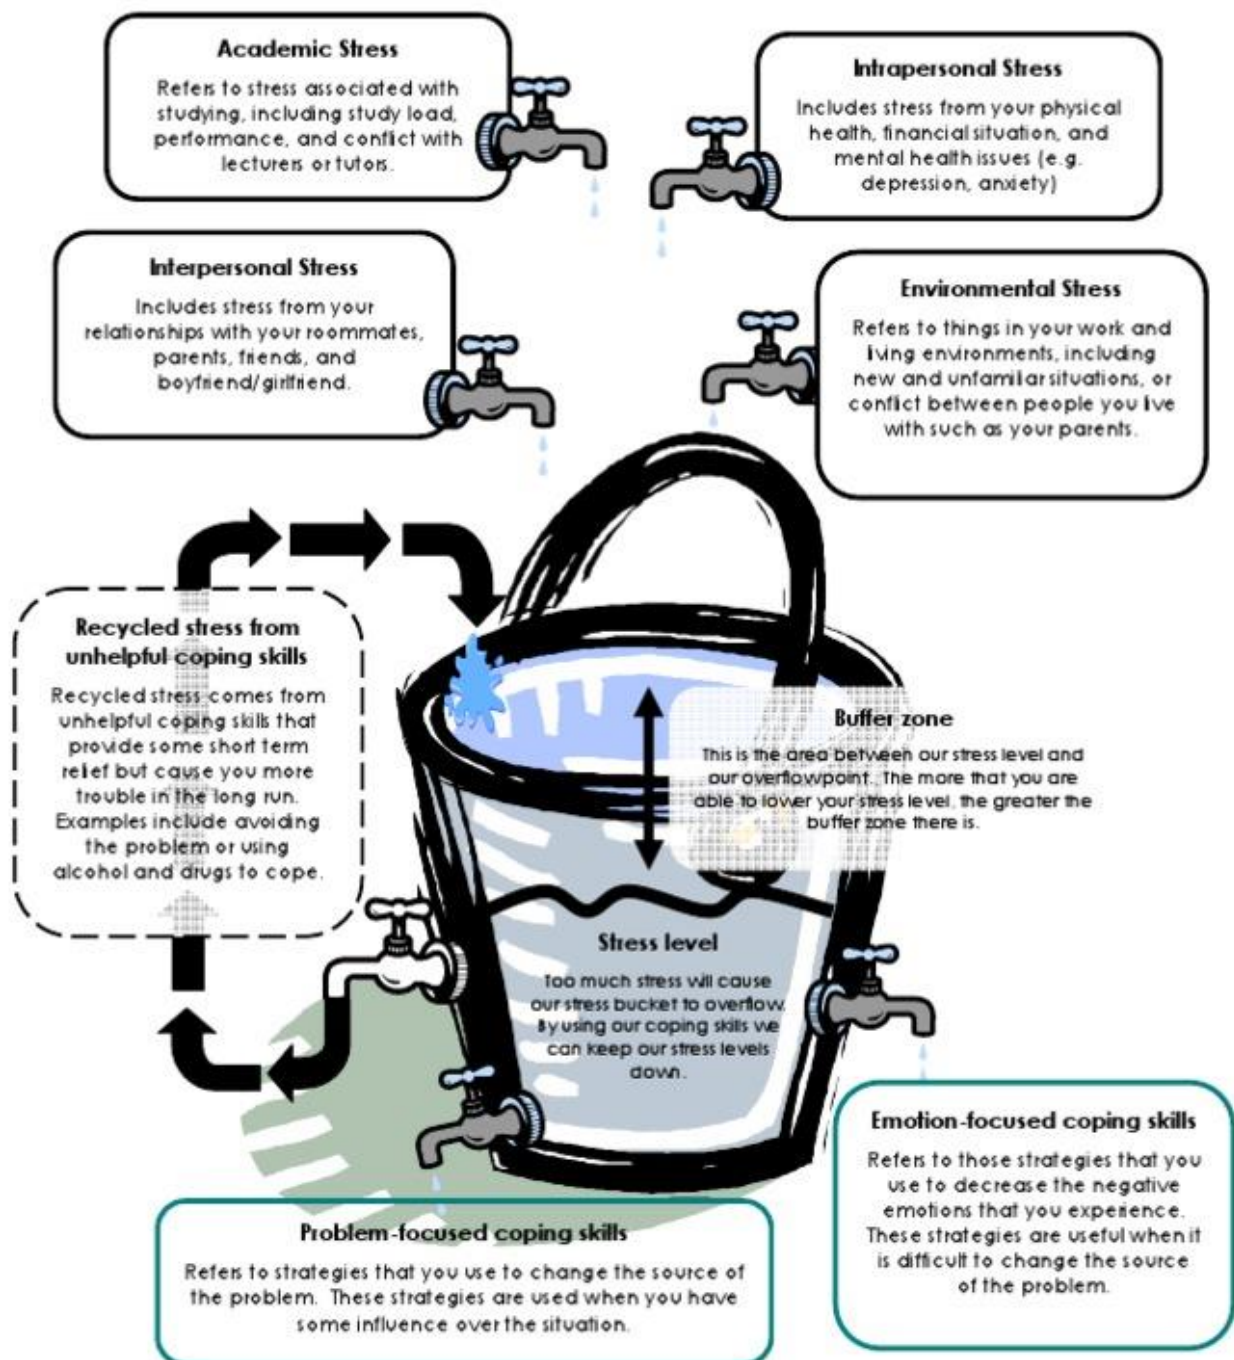 Academic Stress
Refers to stress associated with
studying, including study load,
performance, and conflict with
lecturers or tutors.
Intrapersonal Stress
Includes stress from your physical
health, financial situation, and
mental health issues (e.g.
depression, anxiety)
Interpersonal Stress
Includes stress from your
relationships with your roommates,
parents, friends, and
boyfriend/girlfriend.
Environmental Stress
Refers to things in your work and
living environments, including
new and unfamiliar situations, or
conflict between people you live
with such as your parents.
Recycled stress from
unhelpful coping skills
Recycled stress comes from
unhelpful coping skills that
provide some short term
relief but cause you more
trouble in the long run.
Examples include avoiding
the problem or using
alcohol and drugs to cope.
Buffer zone
This is the area between our stress level and
our overflow point. The more that you are
able to lower your stress level, the greater the
buffer zone there is.
Stress level
Too much stress will cause
our stress bucket to overflow.
By using our coping skills we
can keep our stress levels
down.
Emotion-focused coping skills
Refers to those strategies that you
use to decrease the negative
emotions that you experience.
These strategies are useful when it
is difficult to change the source
of the problem.
Problem-focused coping skills
Refers to strategies that you use to change the source of
the problem. These strategies are used when you have
some influence over the situation.